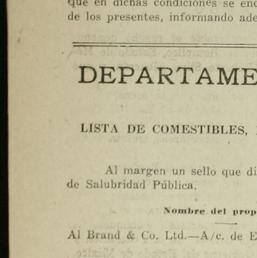 que en dichas condiciones se enc
de los presentes, informando ade
DEPARTAME
LISTA DE COMESTIBLES,
Al margen un sello que di
de Salubridad Pública.
Nombre del prop
Al Brand & Co. Ltd.—A/c. de E